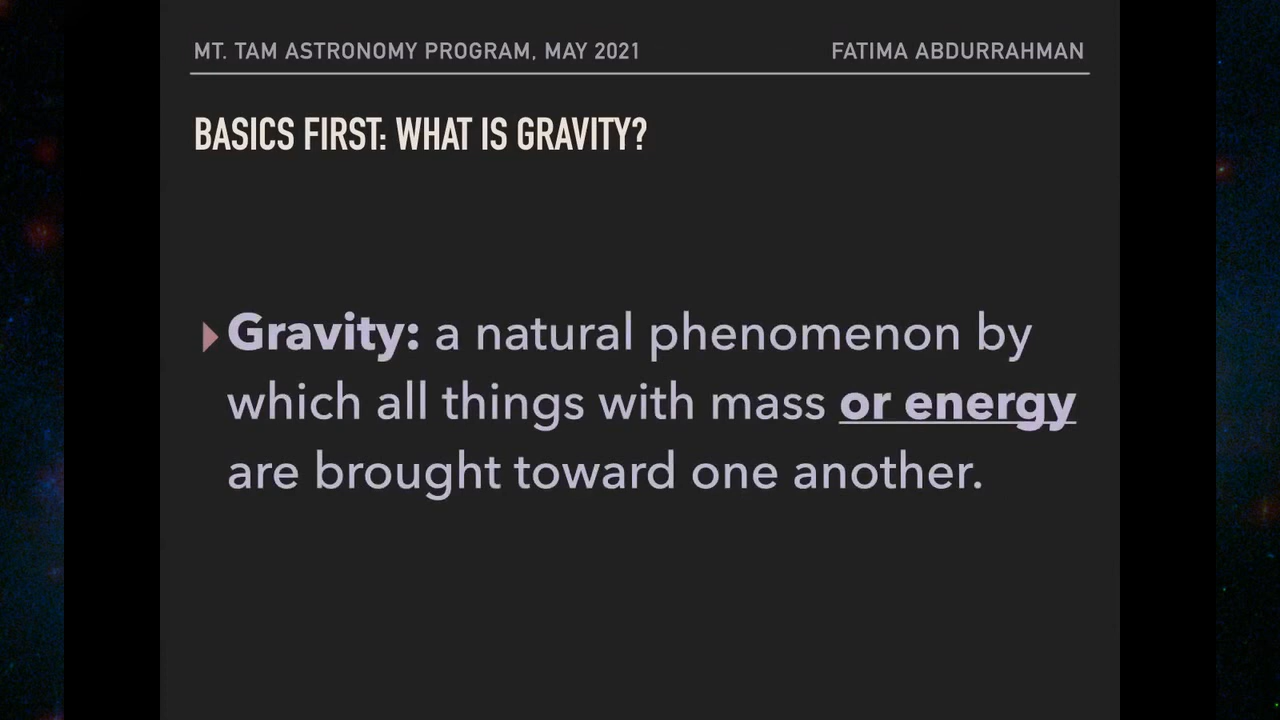 MT. TAM ASTRONOMY PROGRAM, MAY 2021 FATIMA ABDURRAHMAN
BASICS FIRST: WHAT IS GRAVITY?
Gravity: a natural phenomenon by
which all things with mass or energy
are brought toward one another.